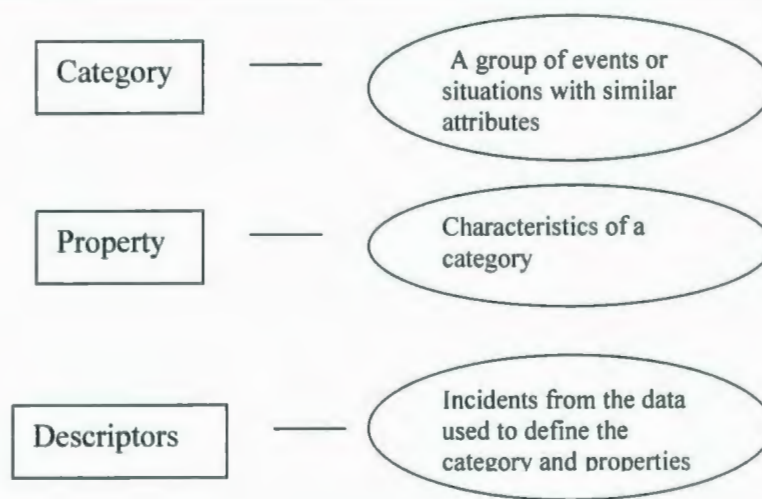 Category
A group of events or
situations with similar
attributes
Property
Characteristics of a
category
Descriptors
Incidents from the data
used to define the
category and properties